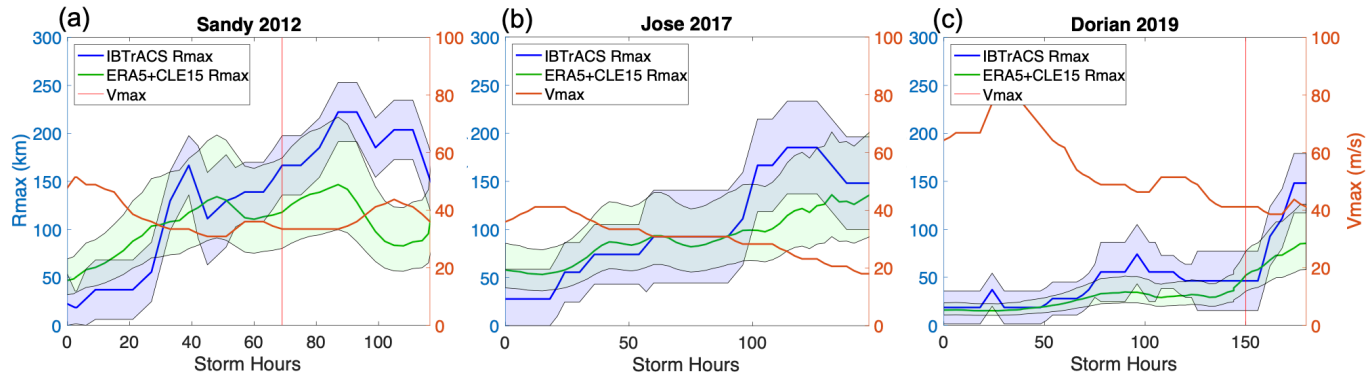 (a) Sandy 2012
300
250
200
150
100
50
0
Rmax (km)
IBTrACS Rmax
ERA5+CLE15 Rmax
Vmax
0 20 40 60 80 100
Storm Hours
100
80
60
40
20
0
(b) Jose 2017
300
250
200
150
100
50
0
IBTrACS Rmax
ERA5+CLE15 Rmax
Vmax
0 50 100
Storm Hours
100
80
60
40
20
0
(c) Dorian 2019
300
250
200
150
100
50
0
IBTrACS Rmax
ERA5+CLE15 Rmax
Vmax
0 50 100 150
Storm Hours
100
80
60
40
20
0
Vmax (m/s)